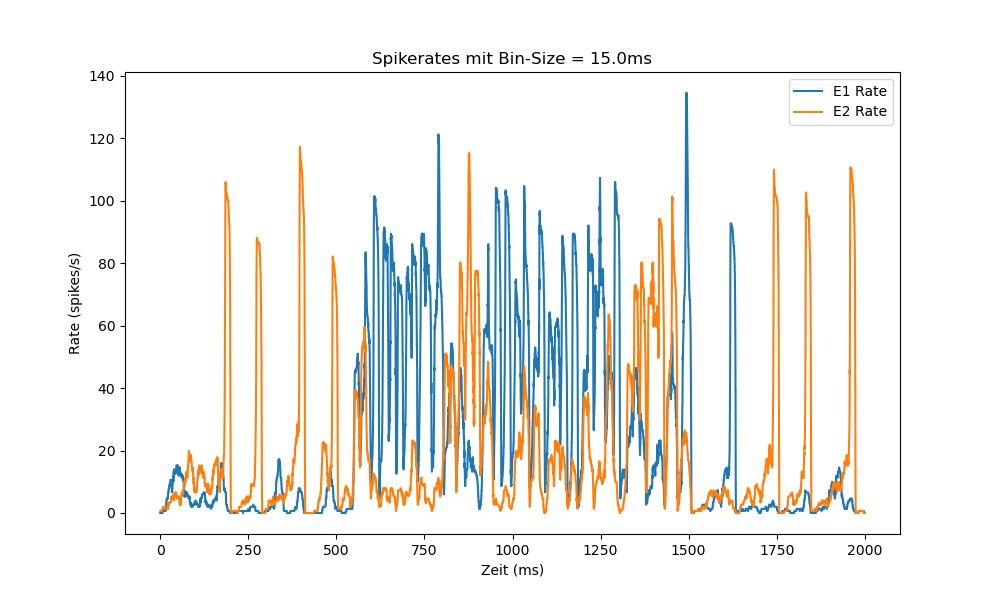 Spikerates mit Bin-Size = 15.0ms
E1 Rate
E2 Rate
Rate (spikes/s)
140
120
100
80
60
40
20
0
0 250 500 750 1000 1250 1500 1750 2000
Zeit (ms)